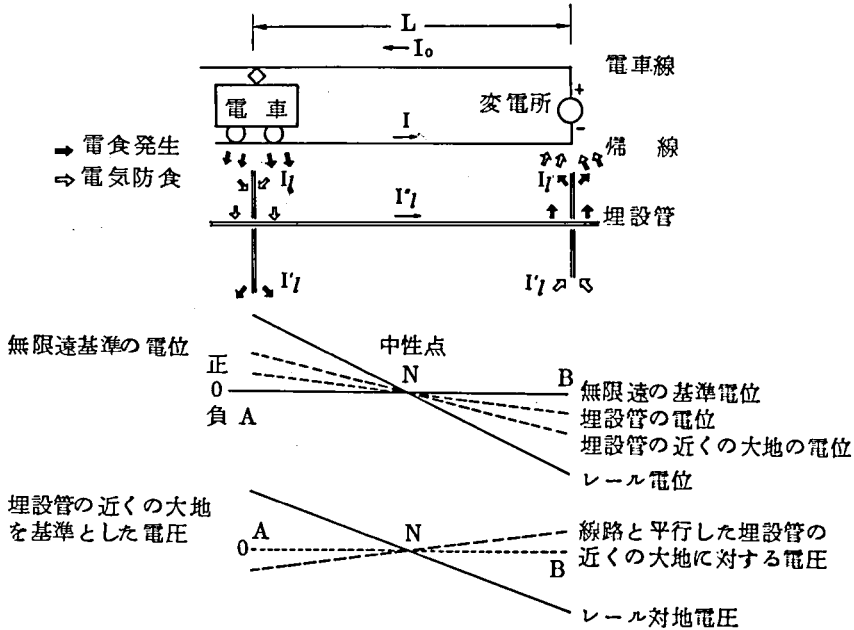 L
I₀
電車線
電車
変電所
+
−
I
帰線
電食発生
電気防食
Il
Il
I″l
埋設管
I′l
I′l
無限遠基準の電位
中性点
正
0
負 A
N
B
無限遠の基準電位
埋設管の電位
埋設管の近くの大地の電位
レール電位
埋設管の近くの大地
を基準とした電圧
A
0
N
B
線路と平行した埋設管の
近くの大地に対する電圧
レール対地電圧